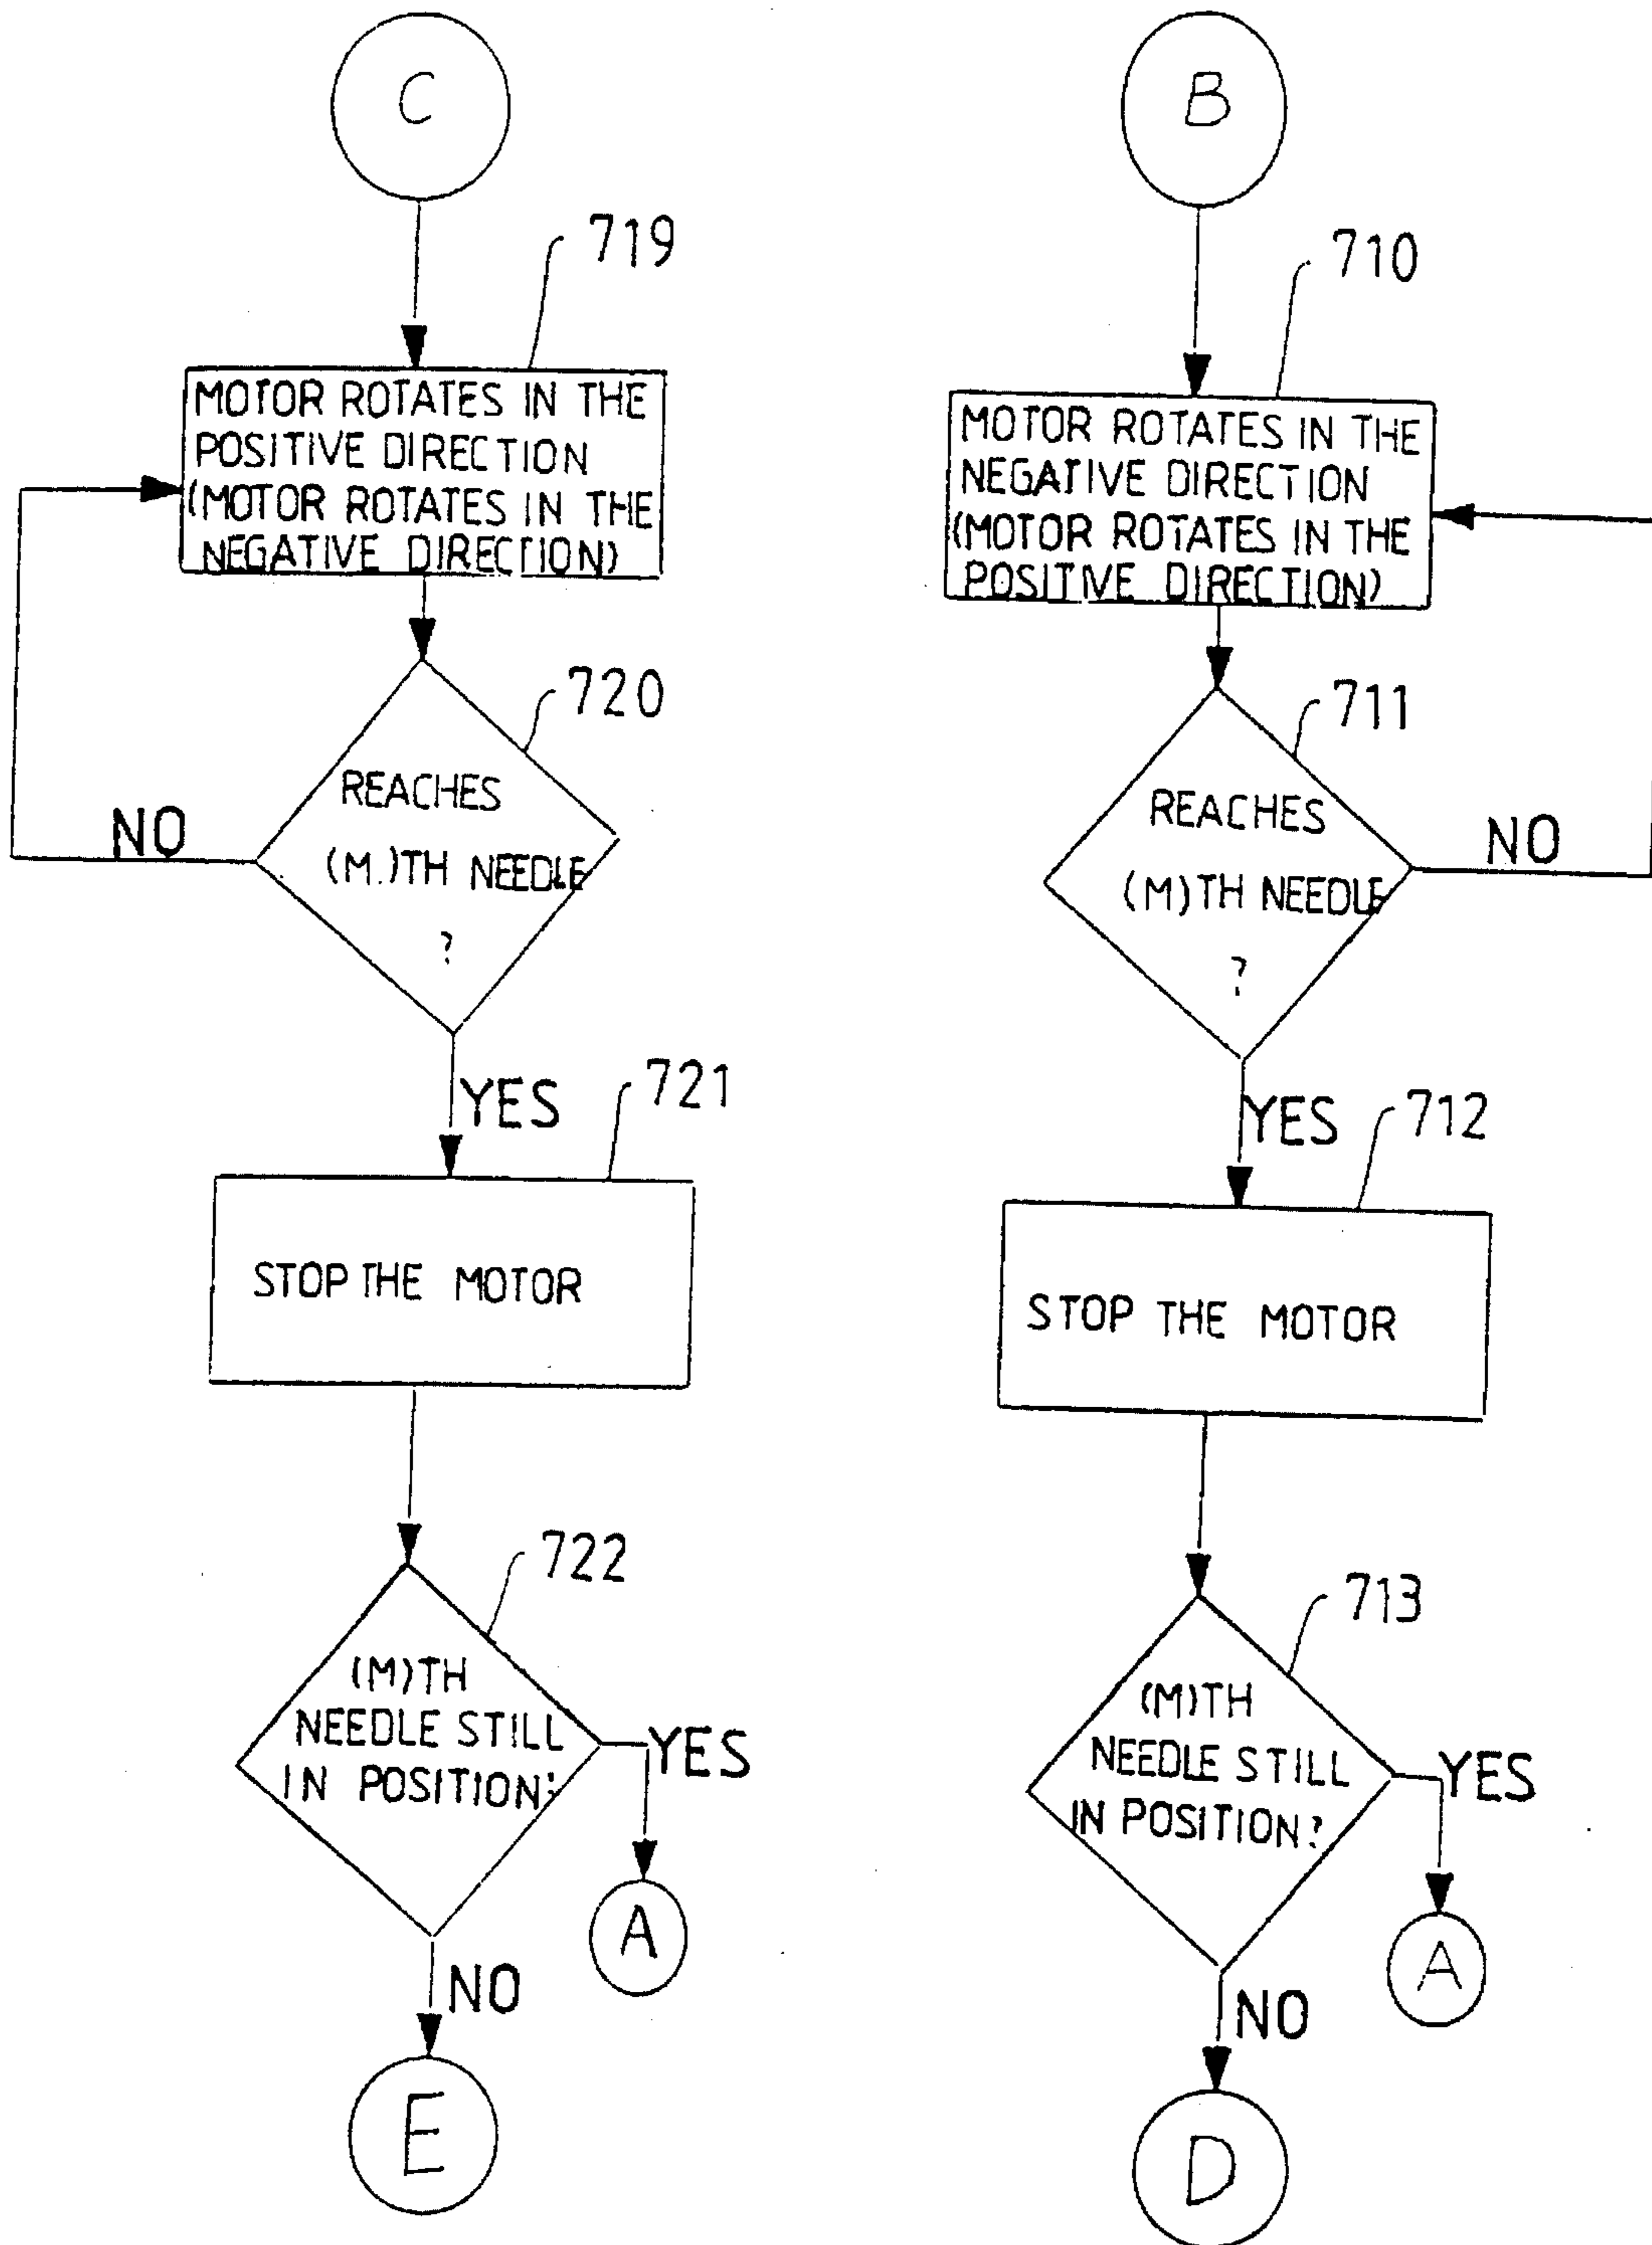 C
719
MOTOR ROTATES IN THE
POSITIVE DIRECTION
(MOTOR ROTATES IN THE
NEGATIVE DIRECTION)
720
REACHES
(M.)TH NEEDLE
?
NO
YES
721
STOP THE MOTOR
722
(M)TH
NEEDLE STILL
IN POSITION:
YES
A
NO
E
B
710
MOTOR ROTATES IN THE
NEGATIVE DIRECTION
(MOTOR ROTATES IN THE
POSITIVE DIRECTION)
711
REACHES
(M)TH NEEDLE
?
NO
YES
712
STOP THE MOTOR
713
(M)TH
NEEDLE STILL
IN POSITION?
YES
A
NO
D